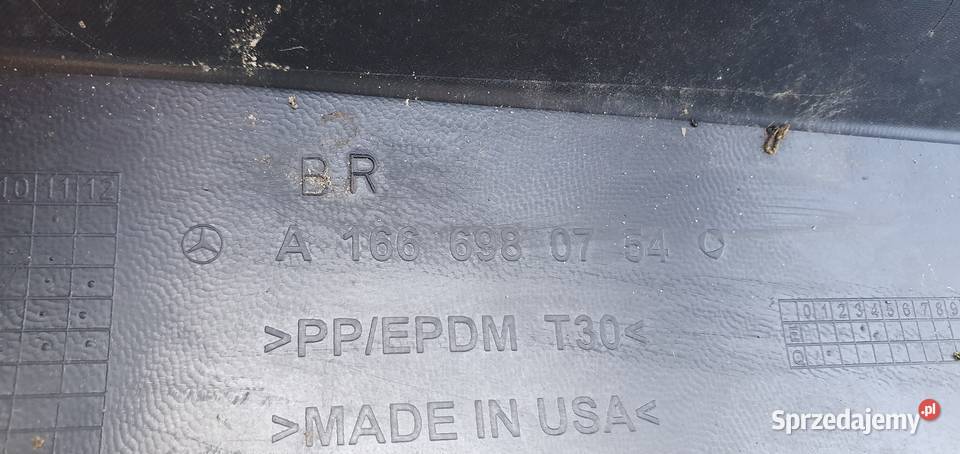 BR
10 11 12
A 166 698 07 54
0 1 2 3 4 5 6 7 8 9
>PP/EPDM T30<
>MADE IN USA<
Sprzedajemy.pl